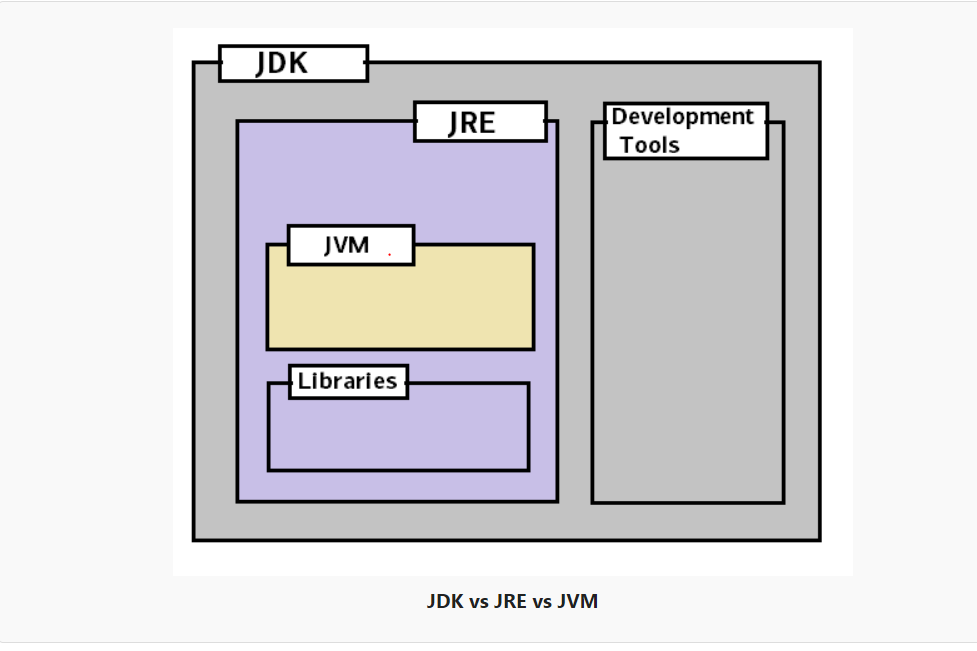 JDK
JRE
Development
Tools
JVM
Libraries
JDK vs JRE vs JVM